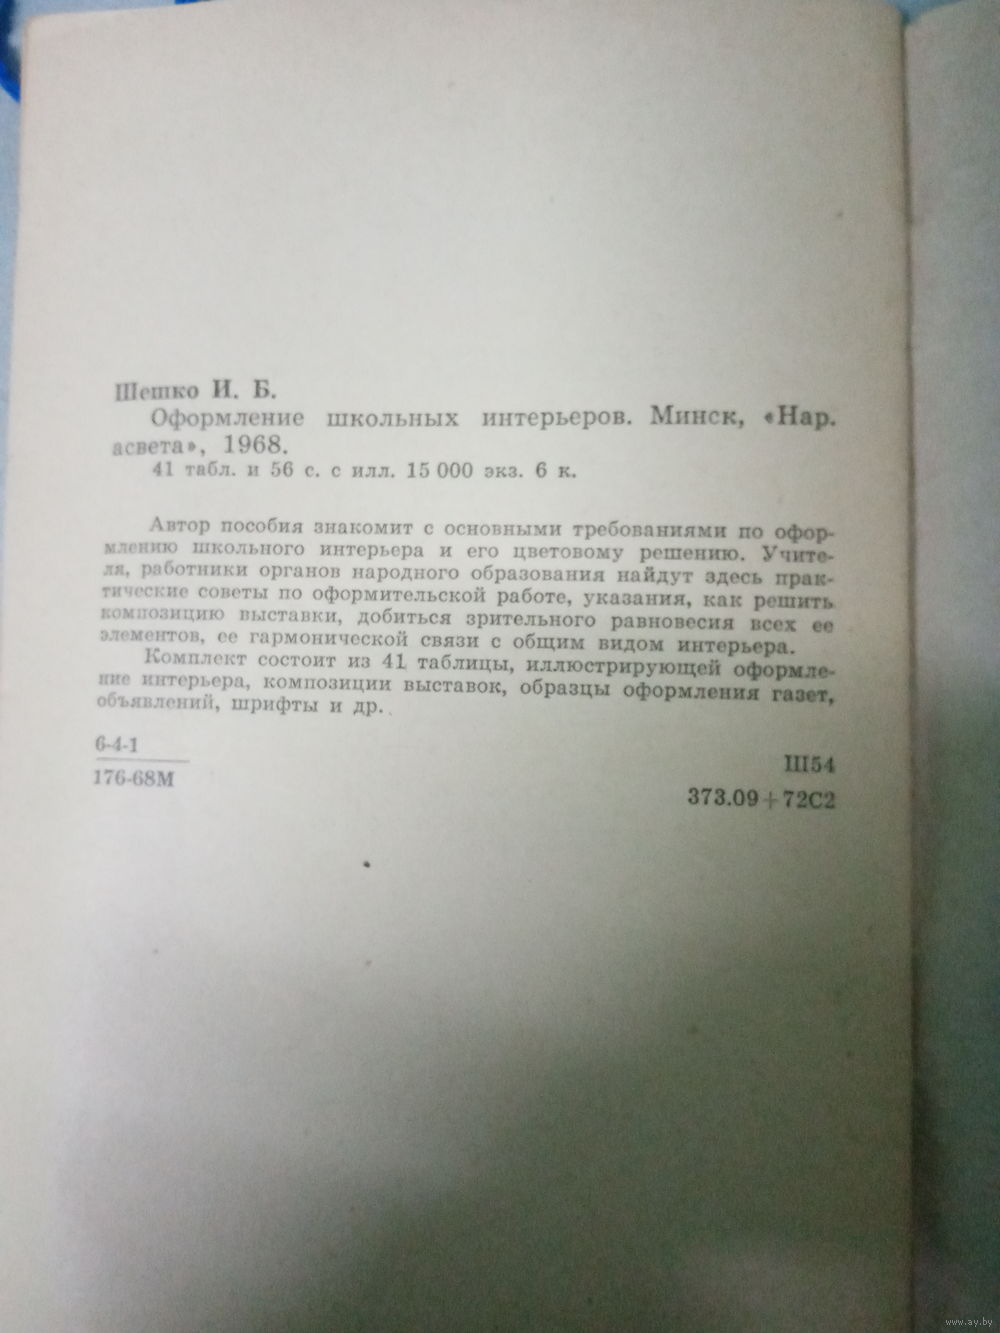 Шешко И. Б.
Оформление школьных интерьеров. Минск, «Нар.
асвета», 1968.
41 табл. и 56 с. с илл. 15 000 экз. 6 к.
Автор пособия знакомит с основными требованиями по офор-
млению школьного интерьера и его цветовому решению. Учите-
ля, работники органов народного образования найдут здесь прак-
тические советы по оформительской работе, указания, как решить
композицию выставки, добиться зрительного равновесия всех ее
элементов, ее гармонической связи с общим видом интерьера.
Комплект состоит из 41 таблицы, иллюстрирующей оформле-
ние интерьера, композиции выставок, образцы оформления газет,
объявлений, шрифты и др.
6-4-1
176-68М
Ш54
373.09+72С2
www.ay.by